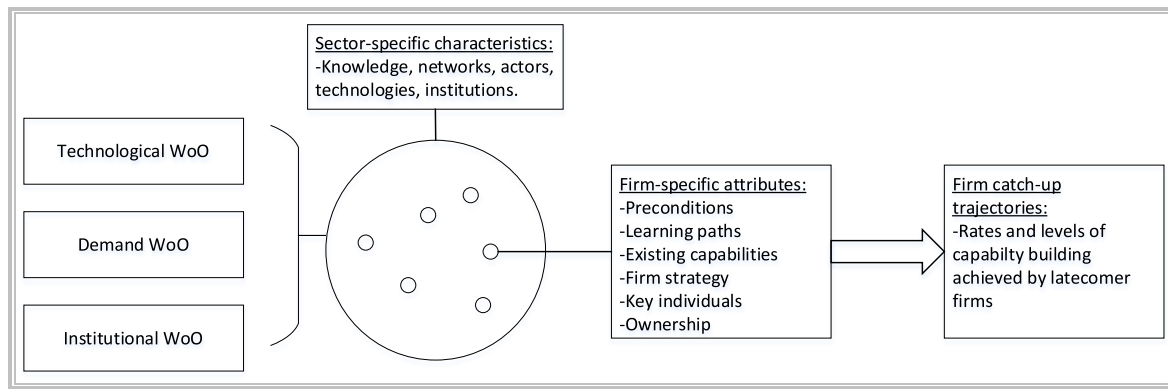 Sector-specific characteristics:
-Knowledge, networks, actors,
technologies, institutions.
Technological WoO
Demand WoO
Institutional WoO
Firm-specific attributes:
-Preconditions
-Learning paths
-Existing capabilities
-Firm strategy
-Key individuals
-Ownership
Firm catch-up
trajectories:
-Rates and levels of
capabilty building
achieved by latecomer
firms